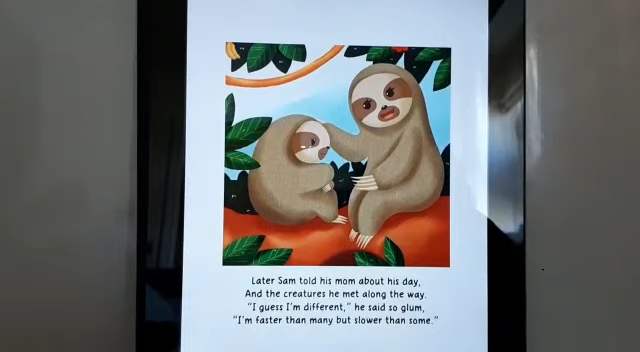 Later Sam told his mom about his day,
And the creatures he met along the way.
"I guess I'm different," he said so glum,
"I'm faster than many but slower than some."